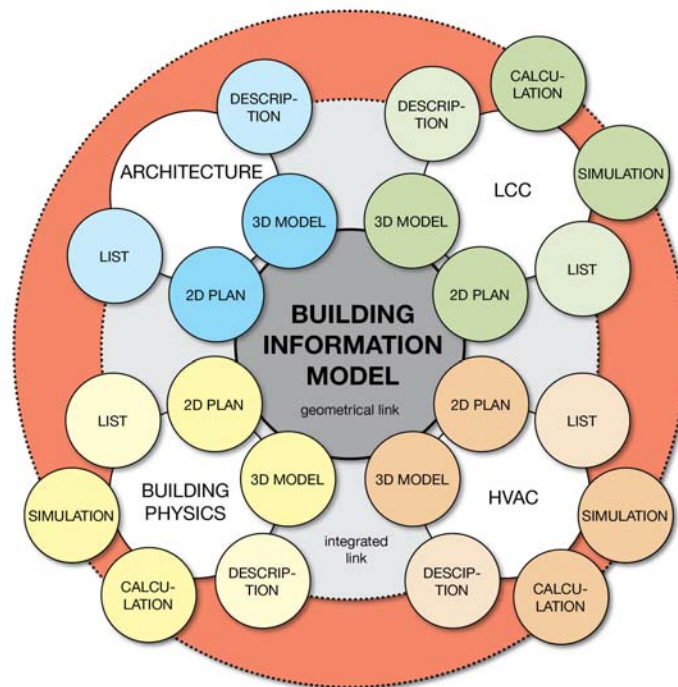 DESCRIP-
TION
ARCHITECTURE
3D MODEL
LIST
2D PLAN
CALCU-
LATION
DESCRIP-
TION
SIMULATION
LCC
3D MODEL
LIST
2D PLAN
BUILDING
INFORMATION
MODEL
geometrical link
LIST
2D PLAN
3D MODEL
BUILDING
PHYSICS
SIMULATION
CALCU-
LATION
DESCRIP-
TION
integrated
link
2D PLAN
LIST
3D MODEL
HVAC
SIMULATION
DESCIP-
TION
CALCU-
LATION